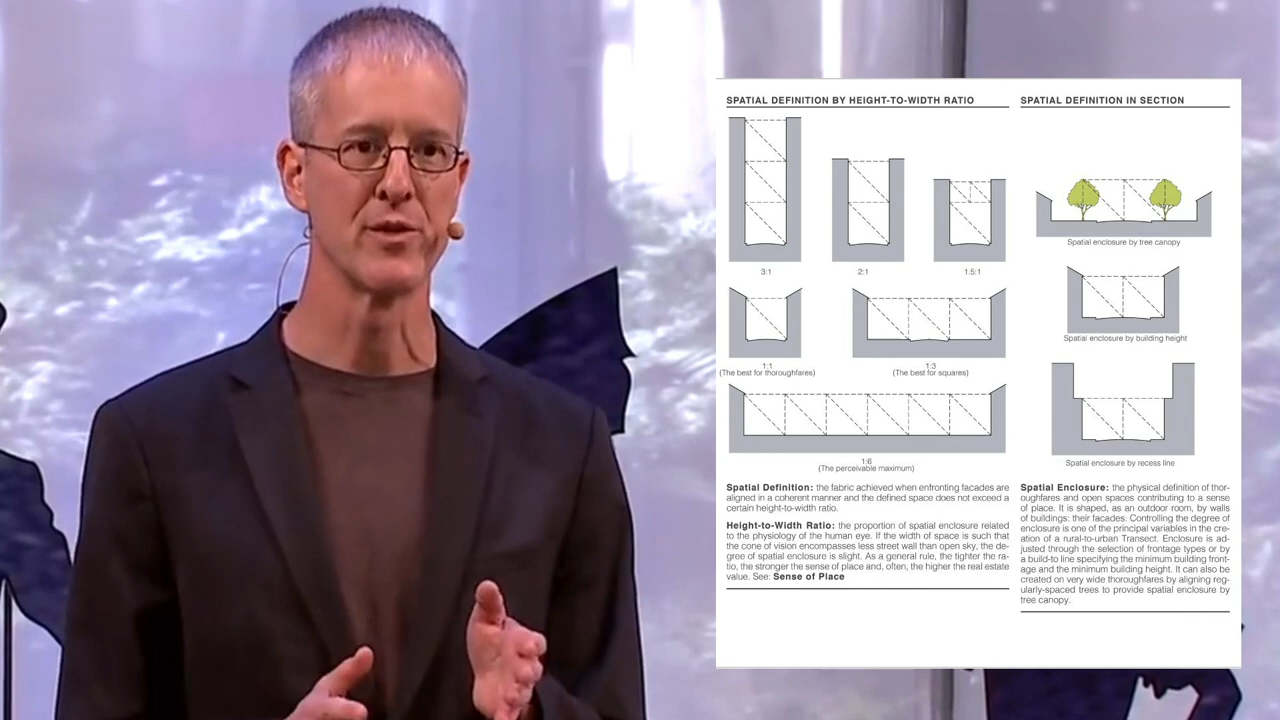 SPATIAL DEFINITION BY HEIGHT-TO-WIDTH RATIO
3:1
2:1
1.5:1
1:1
(The best for thoroughfares)
1:3
(The best for squares)
1:6
(The perceivable maximum)
Spatial Definition: the fabric achieved when enfronting facades are
aligned in a coherent manner and the defined space does not exceed a
certain height-to-width ratio.
Height-to-Width Ratio: the proportion of spatial enclosure related
to the physiology of the human eye. If the width of space is such that
the cone of vision encompasses less street wall than open sky, the de-
gree of spatial enclosure is slight. As a general rule, the tighter the ra-
tio, the stronger the sense of place and, often, the higher the real estate
value. See: Sense of Place
SPATIAL DEFINITION IN SECTION
Spatial enclosure by tree canopy
Spatial enclosure by building height
Spatial enclosure by recess line
Spatial Enclosure: the physical definition of thor-
oughfares and open spaces contributing to a sense
of place. It is shaped, as an outdoor room, by walls
of buildings: their facades. Controlling the degree of
enclosure is one of the principal variables in the cre-
ation of a rural-to-urban Transect. Enclosure is ad-
justed through the selection of frontage types or by
a build-to line specifying the minimum building front-
age and the minimum building height. It can also be
created on very wide thoroughfares by aligning reg-
ularly-spaced trees to provide spatial enclosure by
tree canopy.